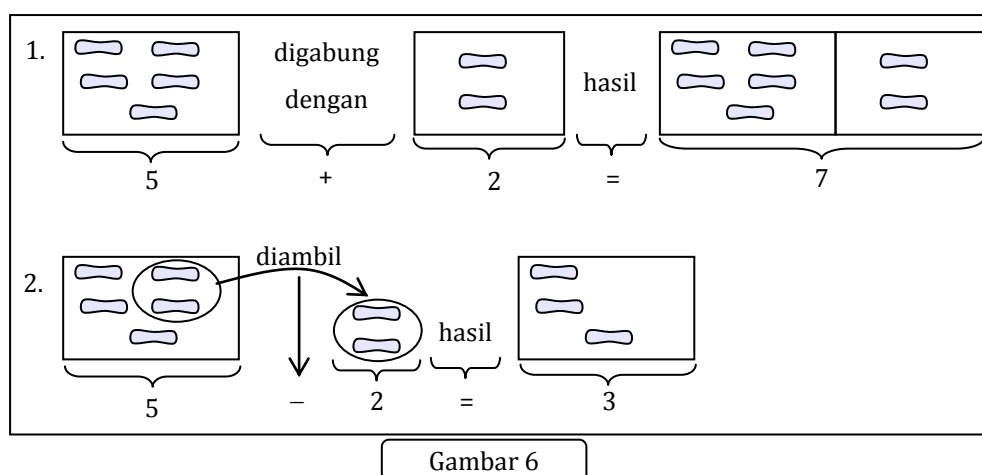 1.
digabung
dengan
hasil
5 + 2 = 7
2.
diambil
hasil
5 – 2 = 3
Gambar 6